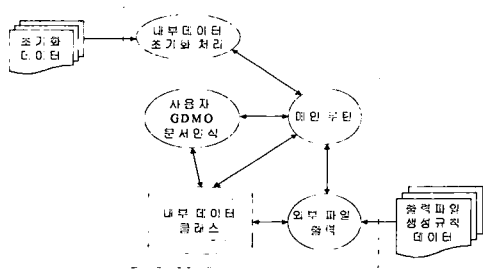 초기화
데이터
내부데이터
초기화 처리
사용자
GDMO
문서인식
메인 루틴
내부 데이터
클래스
외부 파일
출력
출력파일
생성규칙
데이터